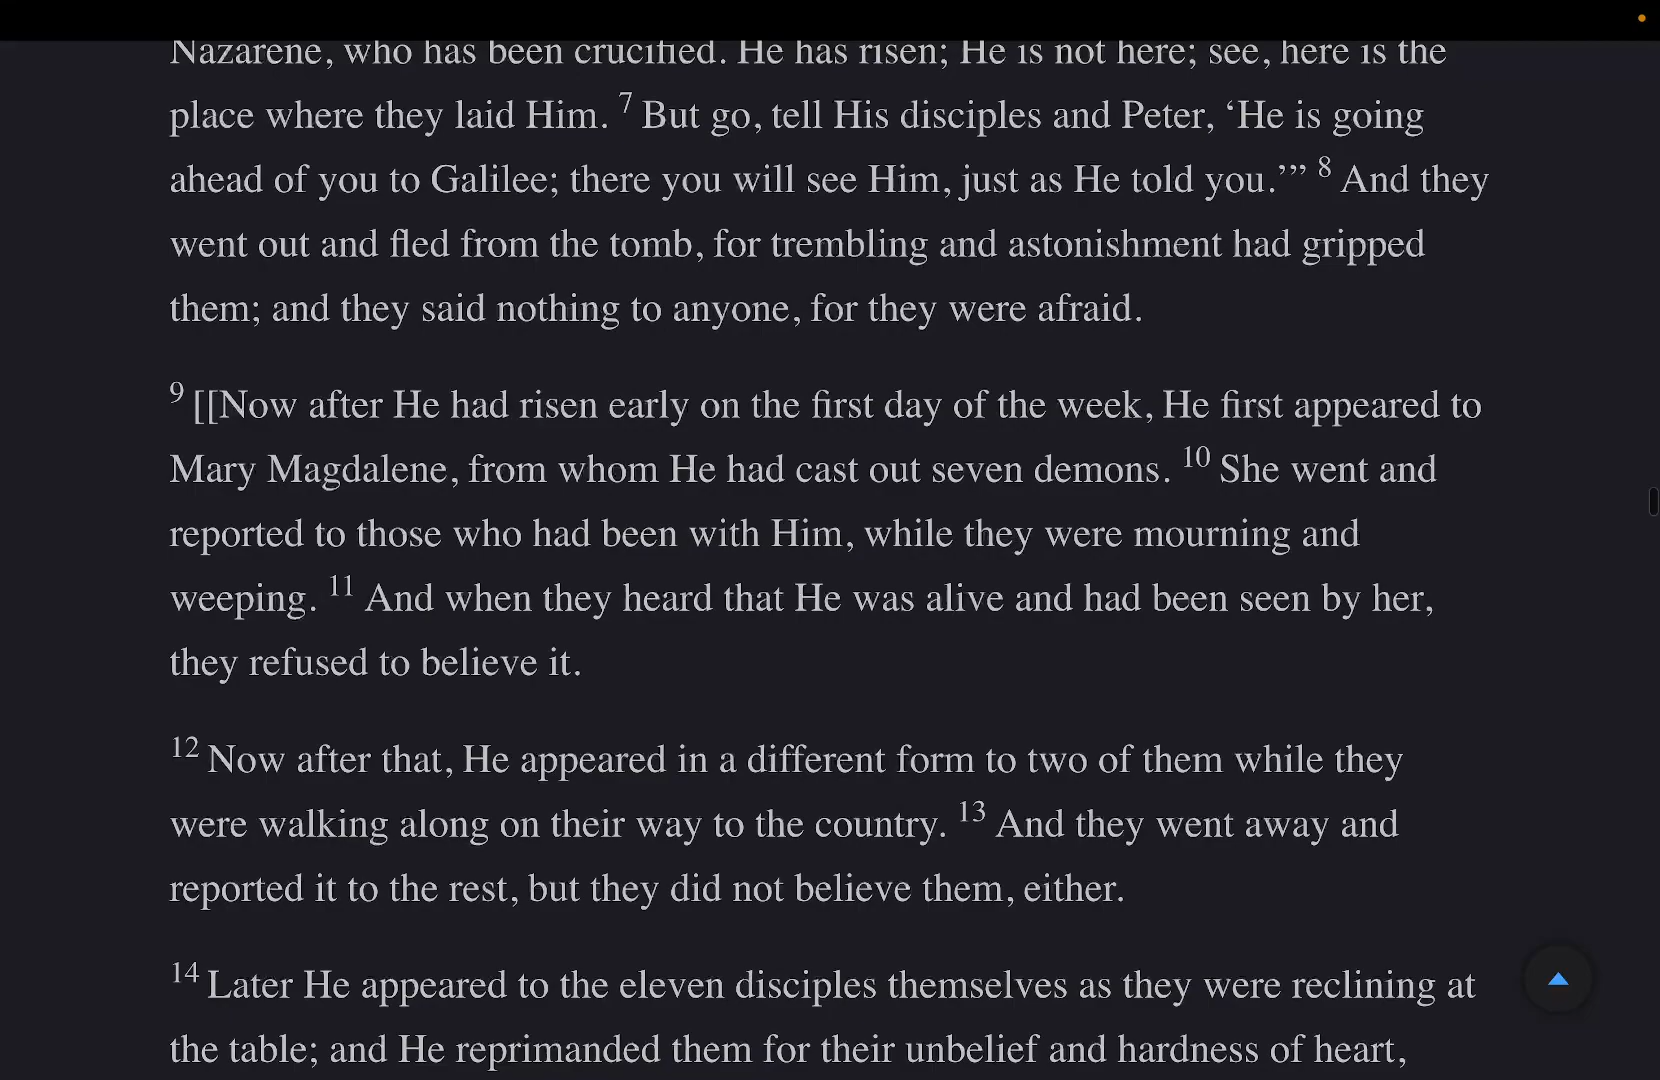 Nazarene, who has been crucified. He has risen; He is not here; see, here is the
place where they laid Him. 7 But go, tell His disciples and Peter, ‘He is going
ahead of you to Galilee; there you will see Him, just as He told you.’” 8 And they
went out and fled from the tomb, for trembling and astonishment had gripped
them; and they said nothing to anyone, for they were afraid.
9 [[Now after He had risen early on the first day of the week, He first appeared to
Mary Magdalene, from whom He had cast out seven demons. 10 She went and
reported to those who had been with Him, while they were mourning and
weeping. 11 And when they heard that He was alive and had been seen by her,
they refused to believe it.
12 Now after that, He appeared in a different form to two of them while they
were walking along on their way to the country. 13 And they went away and
reported it to the rest, but they did not believe them, either.
14 Later He appeared to the eleven disciples themselves as they were reclining at
the table; and He reprimanded them for their unbelief and hardness of heart,